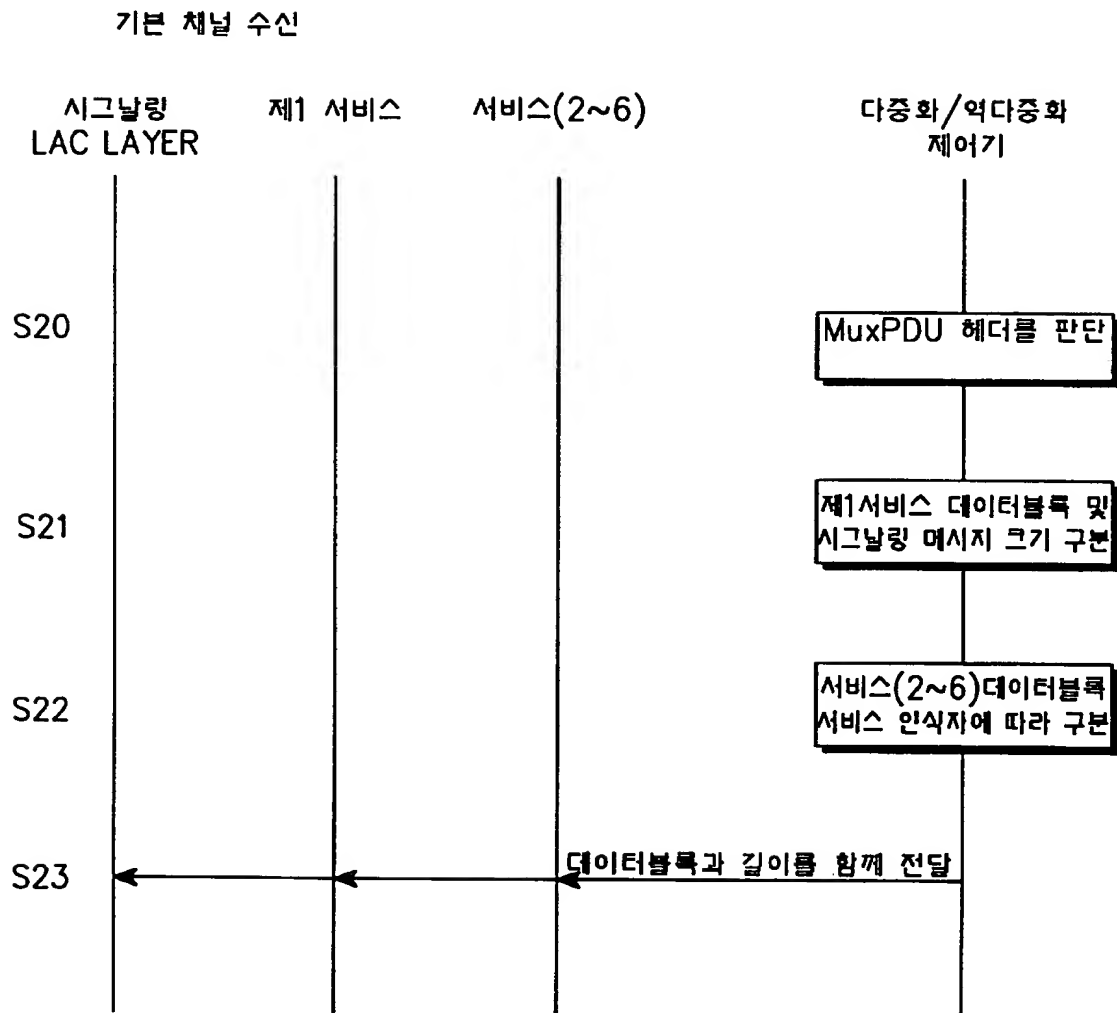 기본 채널 수신
시그날링
LAC LAYER
제1 서비스
서비스(2~6)
다중화/역다중화
제어기
S20
MuxPDU 헤더를 판단
S21
제1서비스 데이터블록 및
시그날링 메시지 크기 구분
S22
서비스(2~6)데이터블록
서비스 인식자에 따라 구분
S23
데이터블록과 길이를 함께 전달